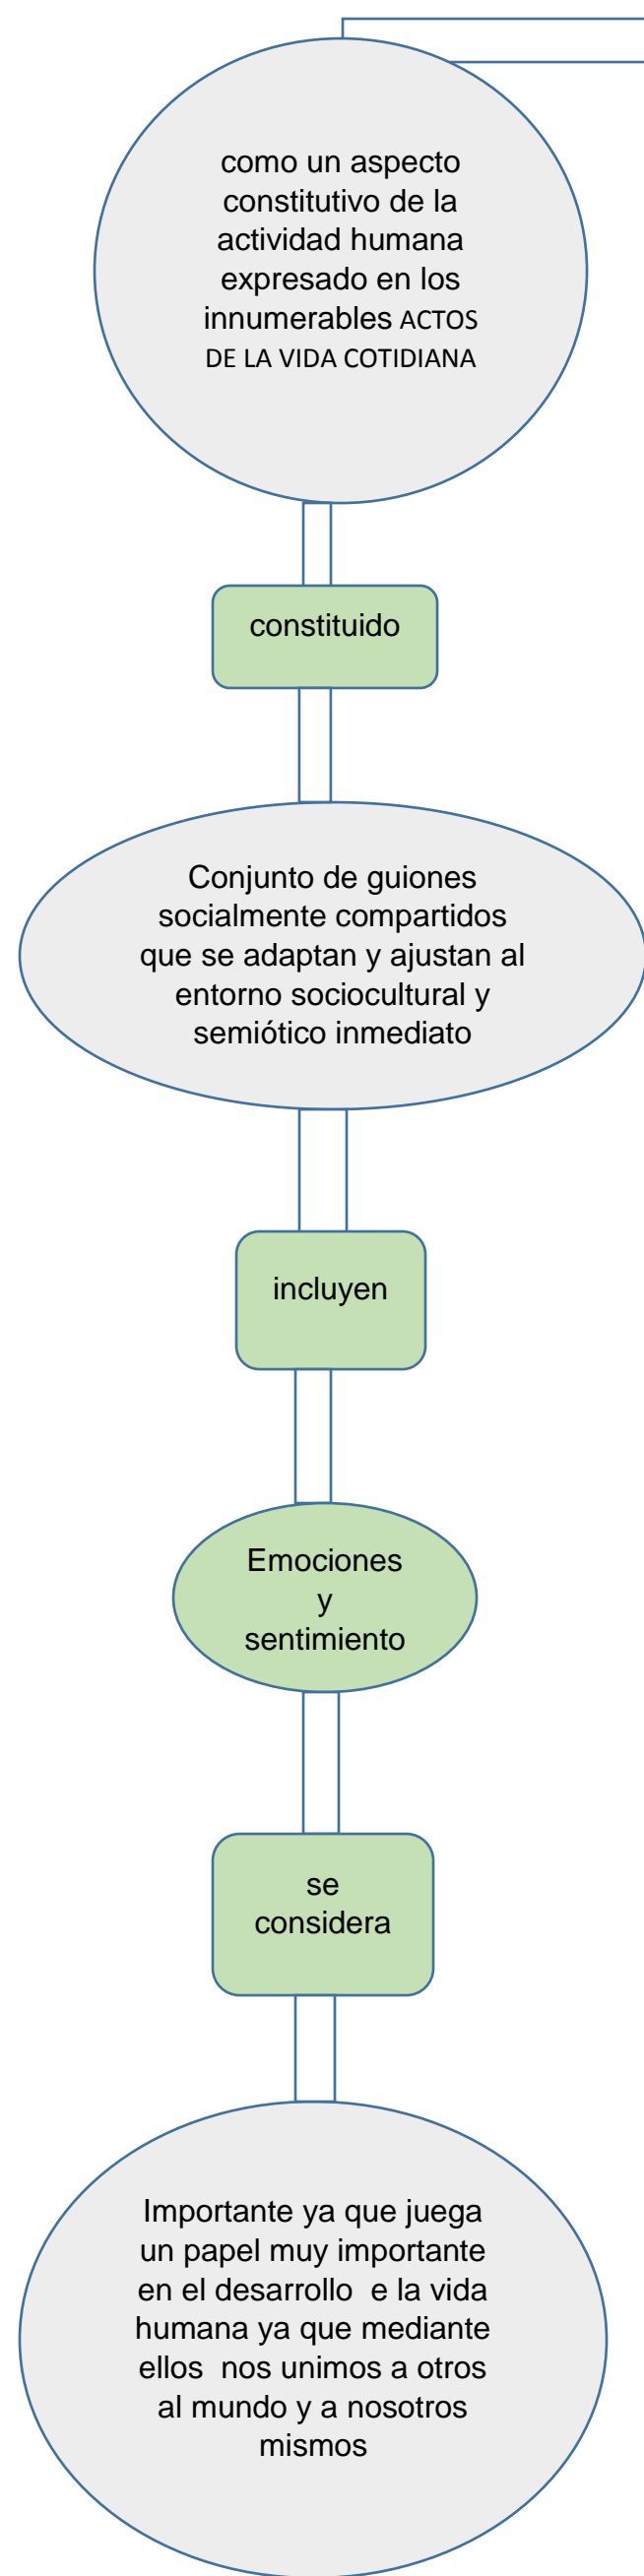 como un aspecto
constitutivo de la
actividad humana
expresado en los
innumerables ACTOS
DE LA VIDA COTIDIANA
constituido
Conjunto de guiones
socialmente compartidos
que se adaptan y ajustan al
entorno sociocultural y
semiótico inmediato
incluyen
Emociones
y
sentimiento
se
considera
Importante ya que juega
un papel muy importante
en el desarrollo  e la vida
humana ya que mediante
ellos  nos unimos a otros
al mundo y a nosotros
mismos